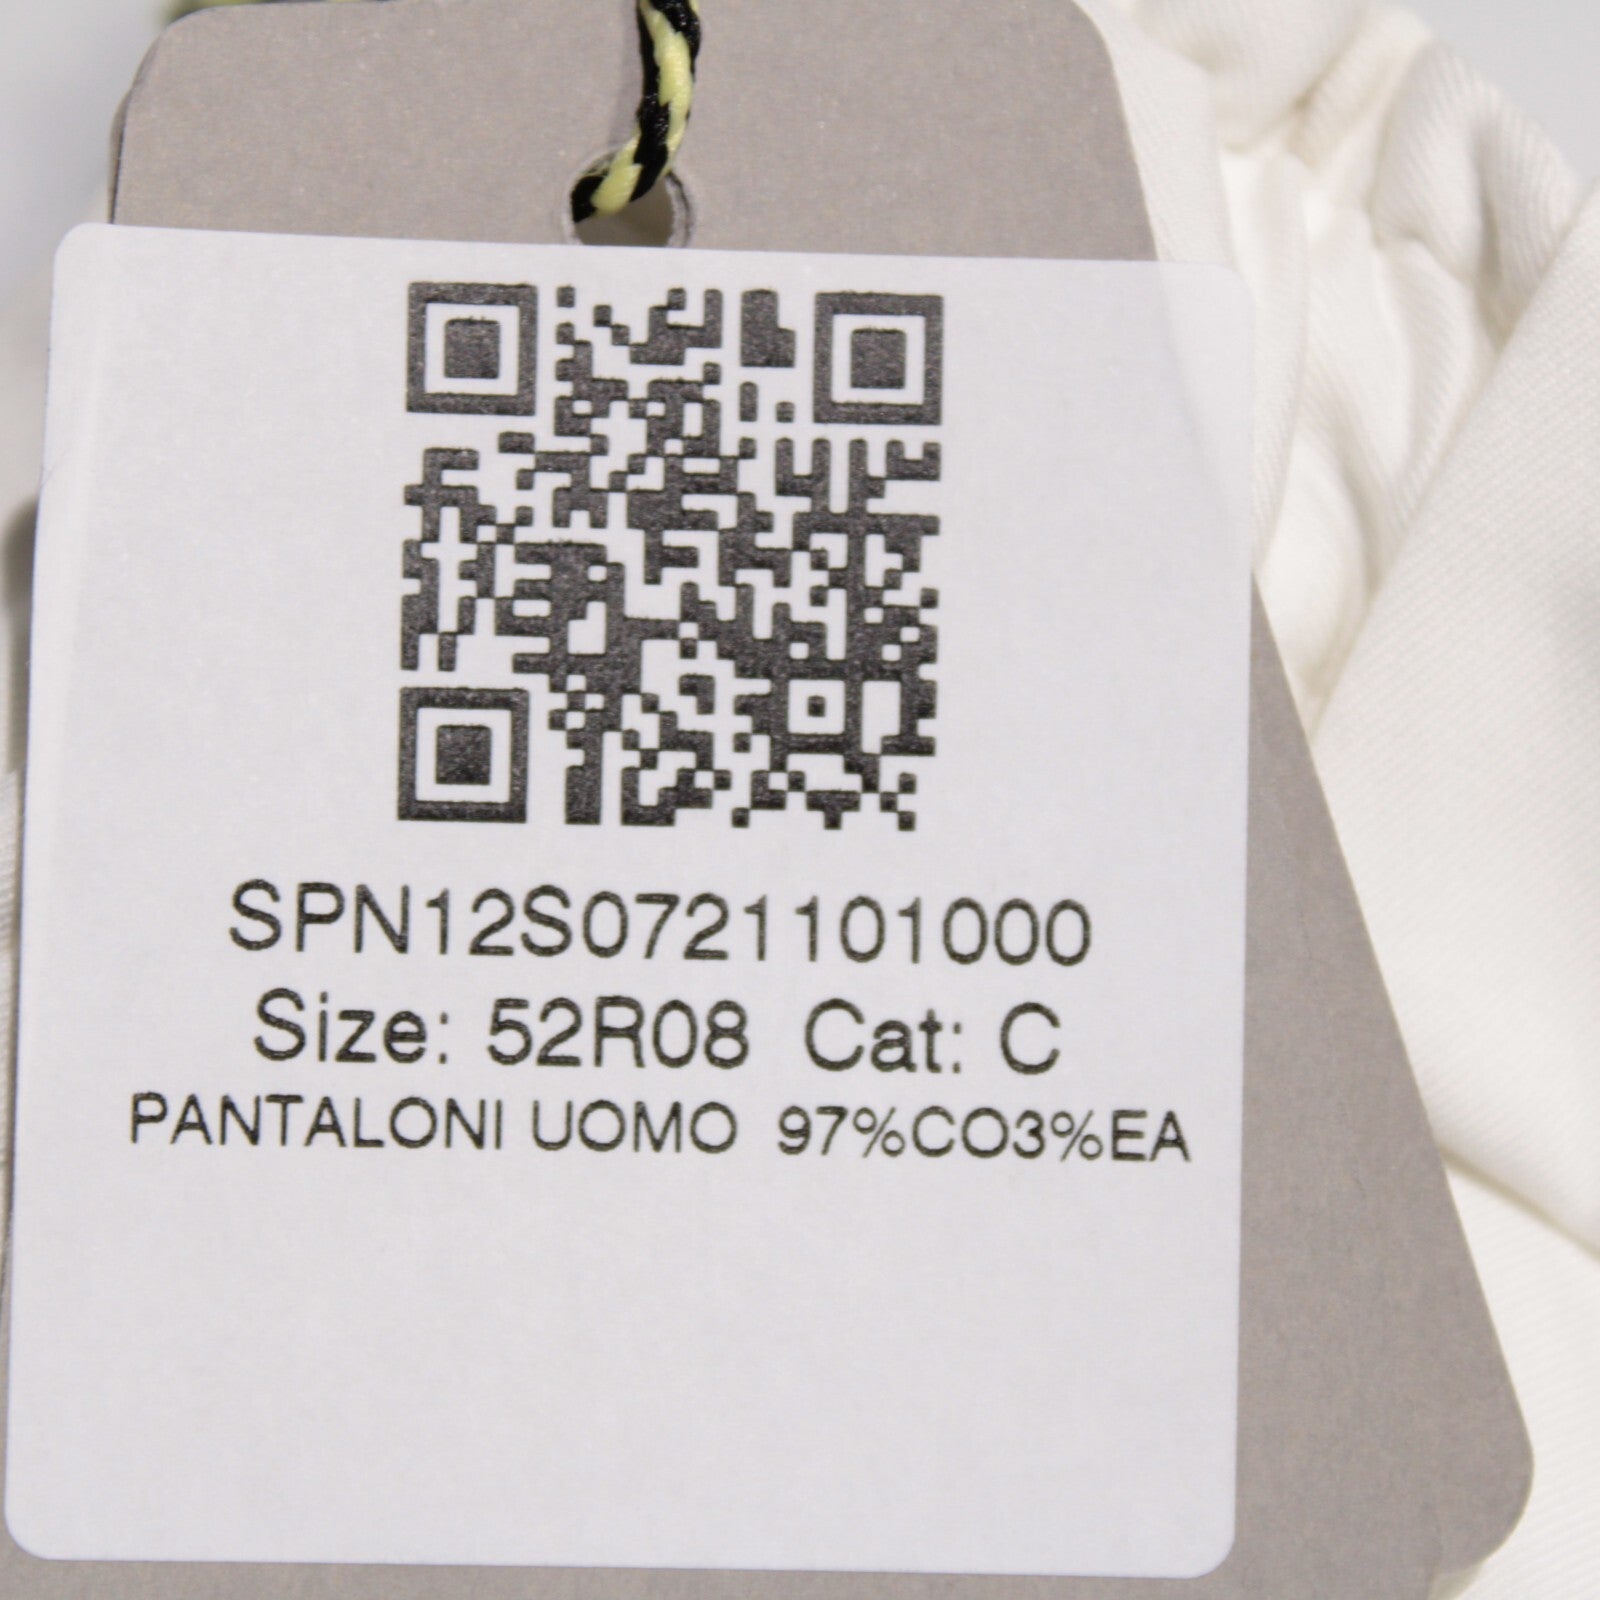 SPN12S0721101000
Size: 52R08 Cat: C
PANTALONI UOMO 97%CO3%EA